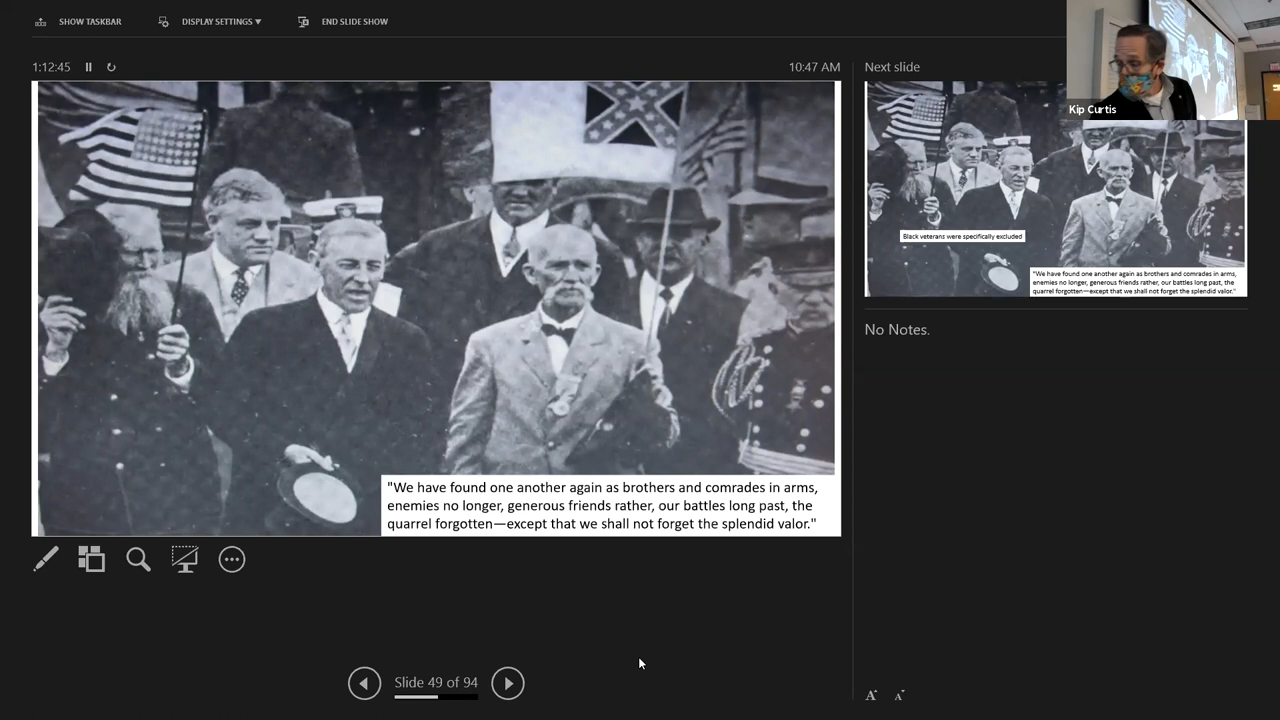 SHOW TASKBAR
DISPLAY SETTINGS ▼
END SLIDE SHOW
1:12:45
10:47 AM
Next slide
Kip Curtis
"We have found one another again as brothers and comrades in arms,
enemies no longer, generous friends rather, our battles long past, the
quarrel forgotten—except that we shall not forget the splendid valor."
Black veterans were specifically excluded
"We have found one another again as brothers and comrades in arms,
enemies no longer, generous friends rather, our battles long past, the
quarrel forgotten—except that we shall not forget the splendid valor."
No Notes.
Slide 49 of 94
A A